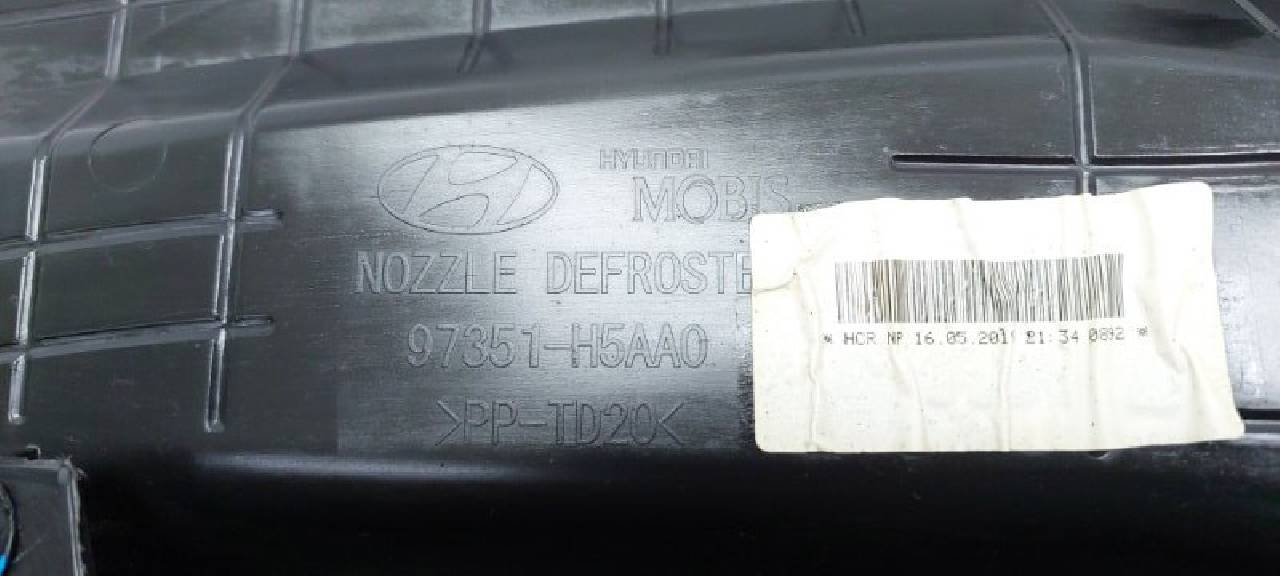 HYUNDAI
MOBIS
NOZZLE DEFROSTE
97351-H5AA0
>PP-TD20<
* HCR NP 16.05.201 21:34 0892 *